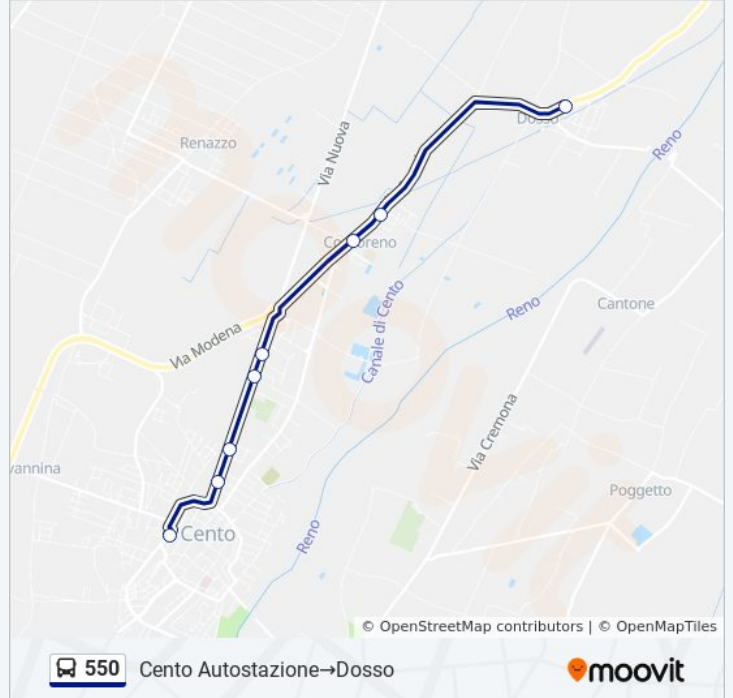 Dosso
Renazzo
Via Nuova
Reno
Corporeno
Canale di Cento
Reno
Cantone
Via Modena
Via Cremona
vannina
Poggetto
Cento
Reno
© OpenStreetMap contributors | © OpenMapTiles
550 Cento Autostazione→Dosso
moovit